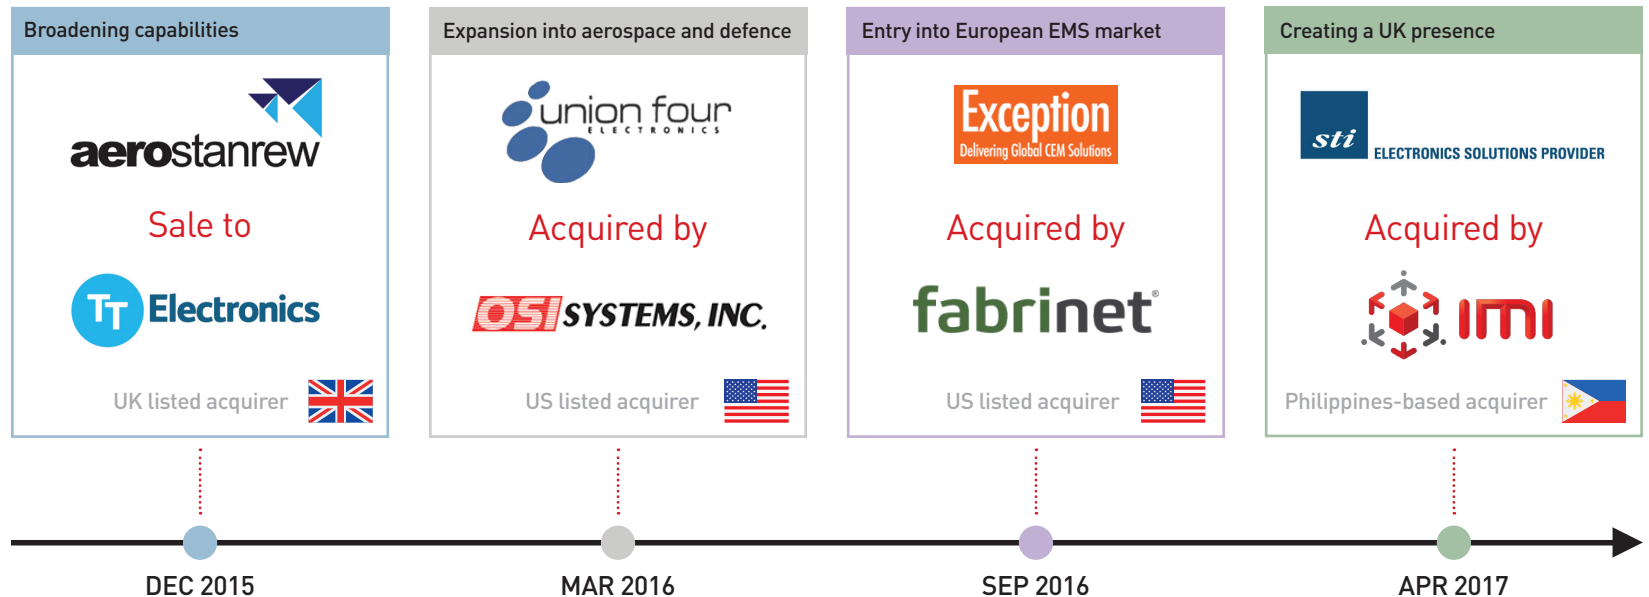 Broadening capabilities
aerostanrew
Sale to
TT Electronics
UK listed acquirer
DEC 2015
Expansion into aerospace and defence
union four
ELECTRONICS
Acquired by
OSI SYSTEMS, INC.
US listed acquirer
MAR 2016
Entry into European EMS market
Exception
Delivering Global CEM Solutions
Acquired by
fabrinet®
US listed acquirer
SEP 2016
Creating a UK presence
sti ELECTRONICS SOLUTIONS PROVIDER
Acquired by
imi
Philippines-based acquirer
APR 2017